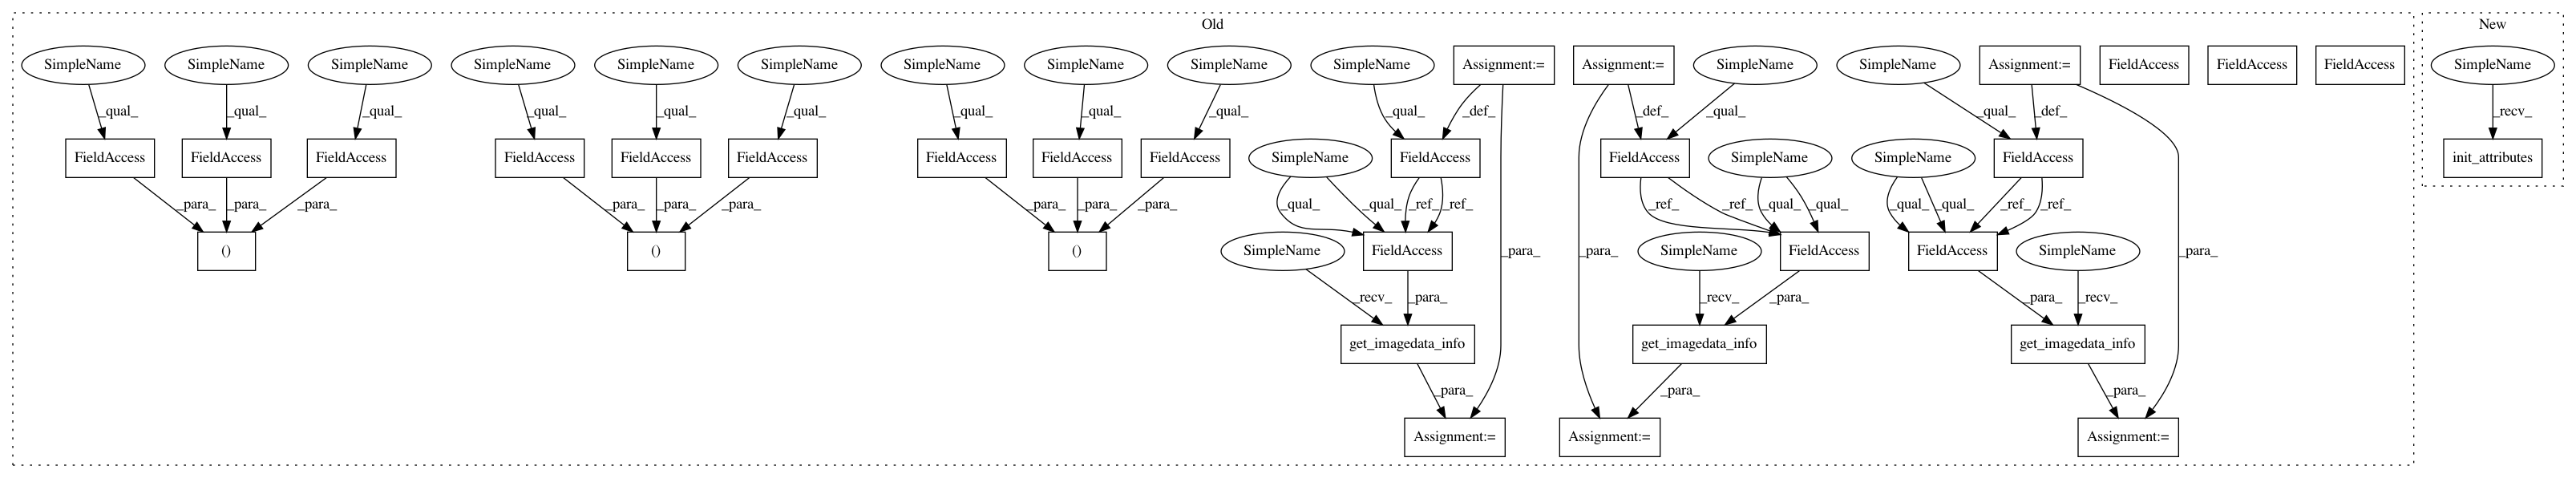 Old
New
SimpleName SimpleName SimpleName SimpleName SimpleName SimpleName SimpleName SimpleName SimpleName SimpleName Assignment:= Assignment:= SimpleName SimpleName Assignment:= FieldAccess FieldAccess FieldAccess SimpleName
_qual_ _qual_ _qual_ _qual_ _qual_ _qual_ _qual_ _qual_ _qual_ _qual_ _def_ _def_ _qual_ _qual_ _def_ _recv_
FieldAccess FieldAccess FieldAccess FieldAccess FieldAccess FieldAccess FieldAccess FieldAccess FieldAccess SimpleName FieldAccess FieldAccess SimpleName SimpleName FieldAccess init_attributes
_para_ _para_ _para_ _para_ _para_ _para_ _para_ _para_ _para_ _qual_ _qual_ _ref_ _ref_ _ref_ _ref_ _qual_ _qual_ _qual_ _qual_ _ref_ _ref_
() () () SimpleName FieldAccess _para_ _para_ SimpleName FieldAccess FieldAccess SimpleName _para_
_recv_ _para_ _recv_ _para_ _para_ _recv_
get_imagedata_info get_imagedata_info get_imagedata_info
_para_ _para_ _para_
Assignment:= Assignment:= Assignment:=